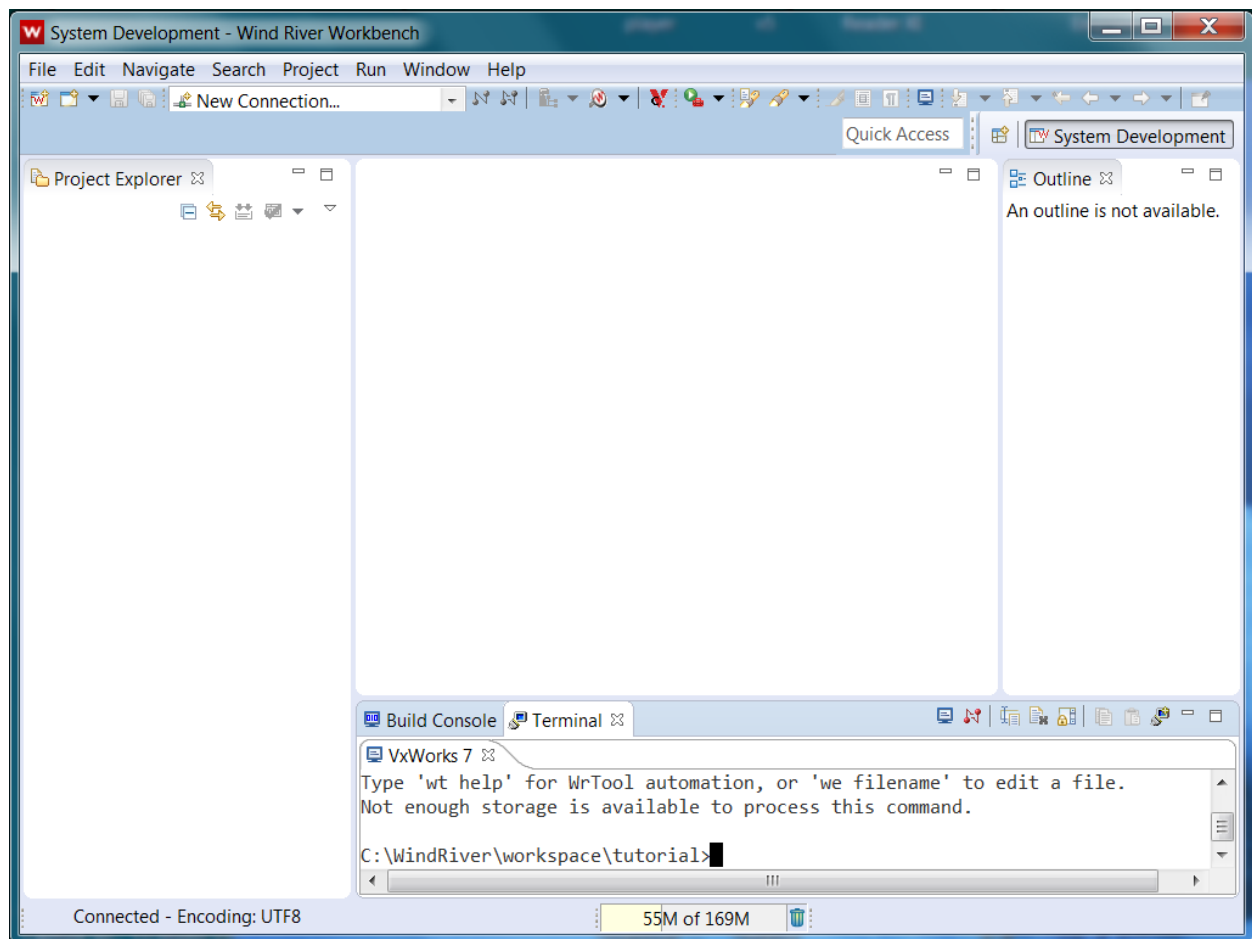 System Development - Wind River Workbench
File Edit Navigate Search Project Run Window Help
New Connection...
Quick Access
System Development
Project Explorer
Outline
An outline is not available.
Build Console
Terminal
VxWorks 7
Type 'wt help' for WrTool automation, or 'we filename' to edit a file.
Not enough storage is available to process this command.
C:\WindRiver\workspace\tutorial>
Connected - Encoding: UTF8
55M of 169M